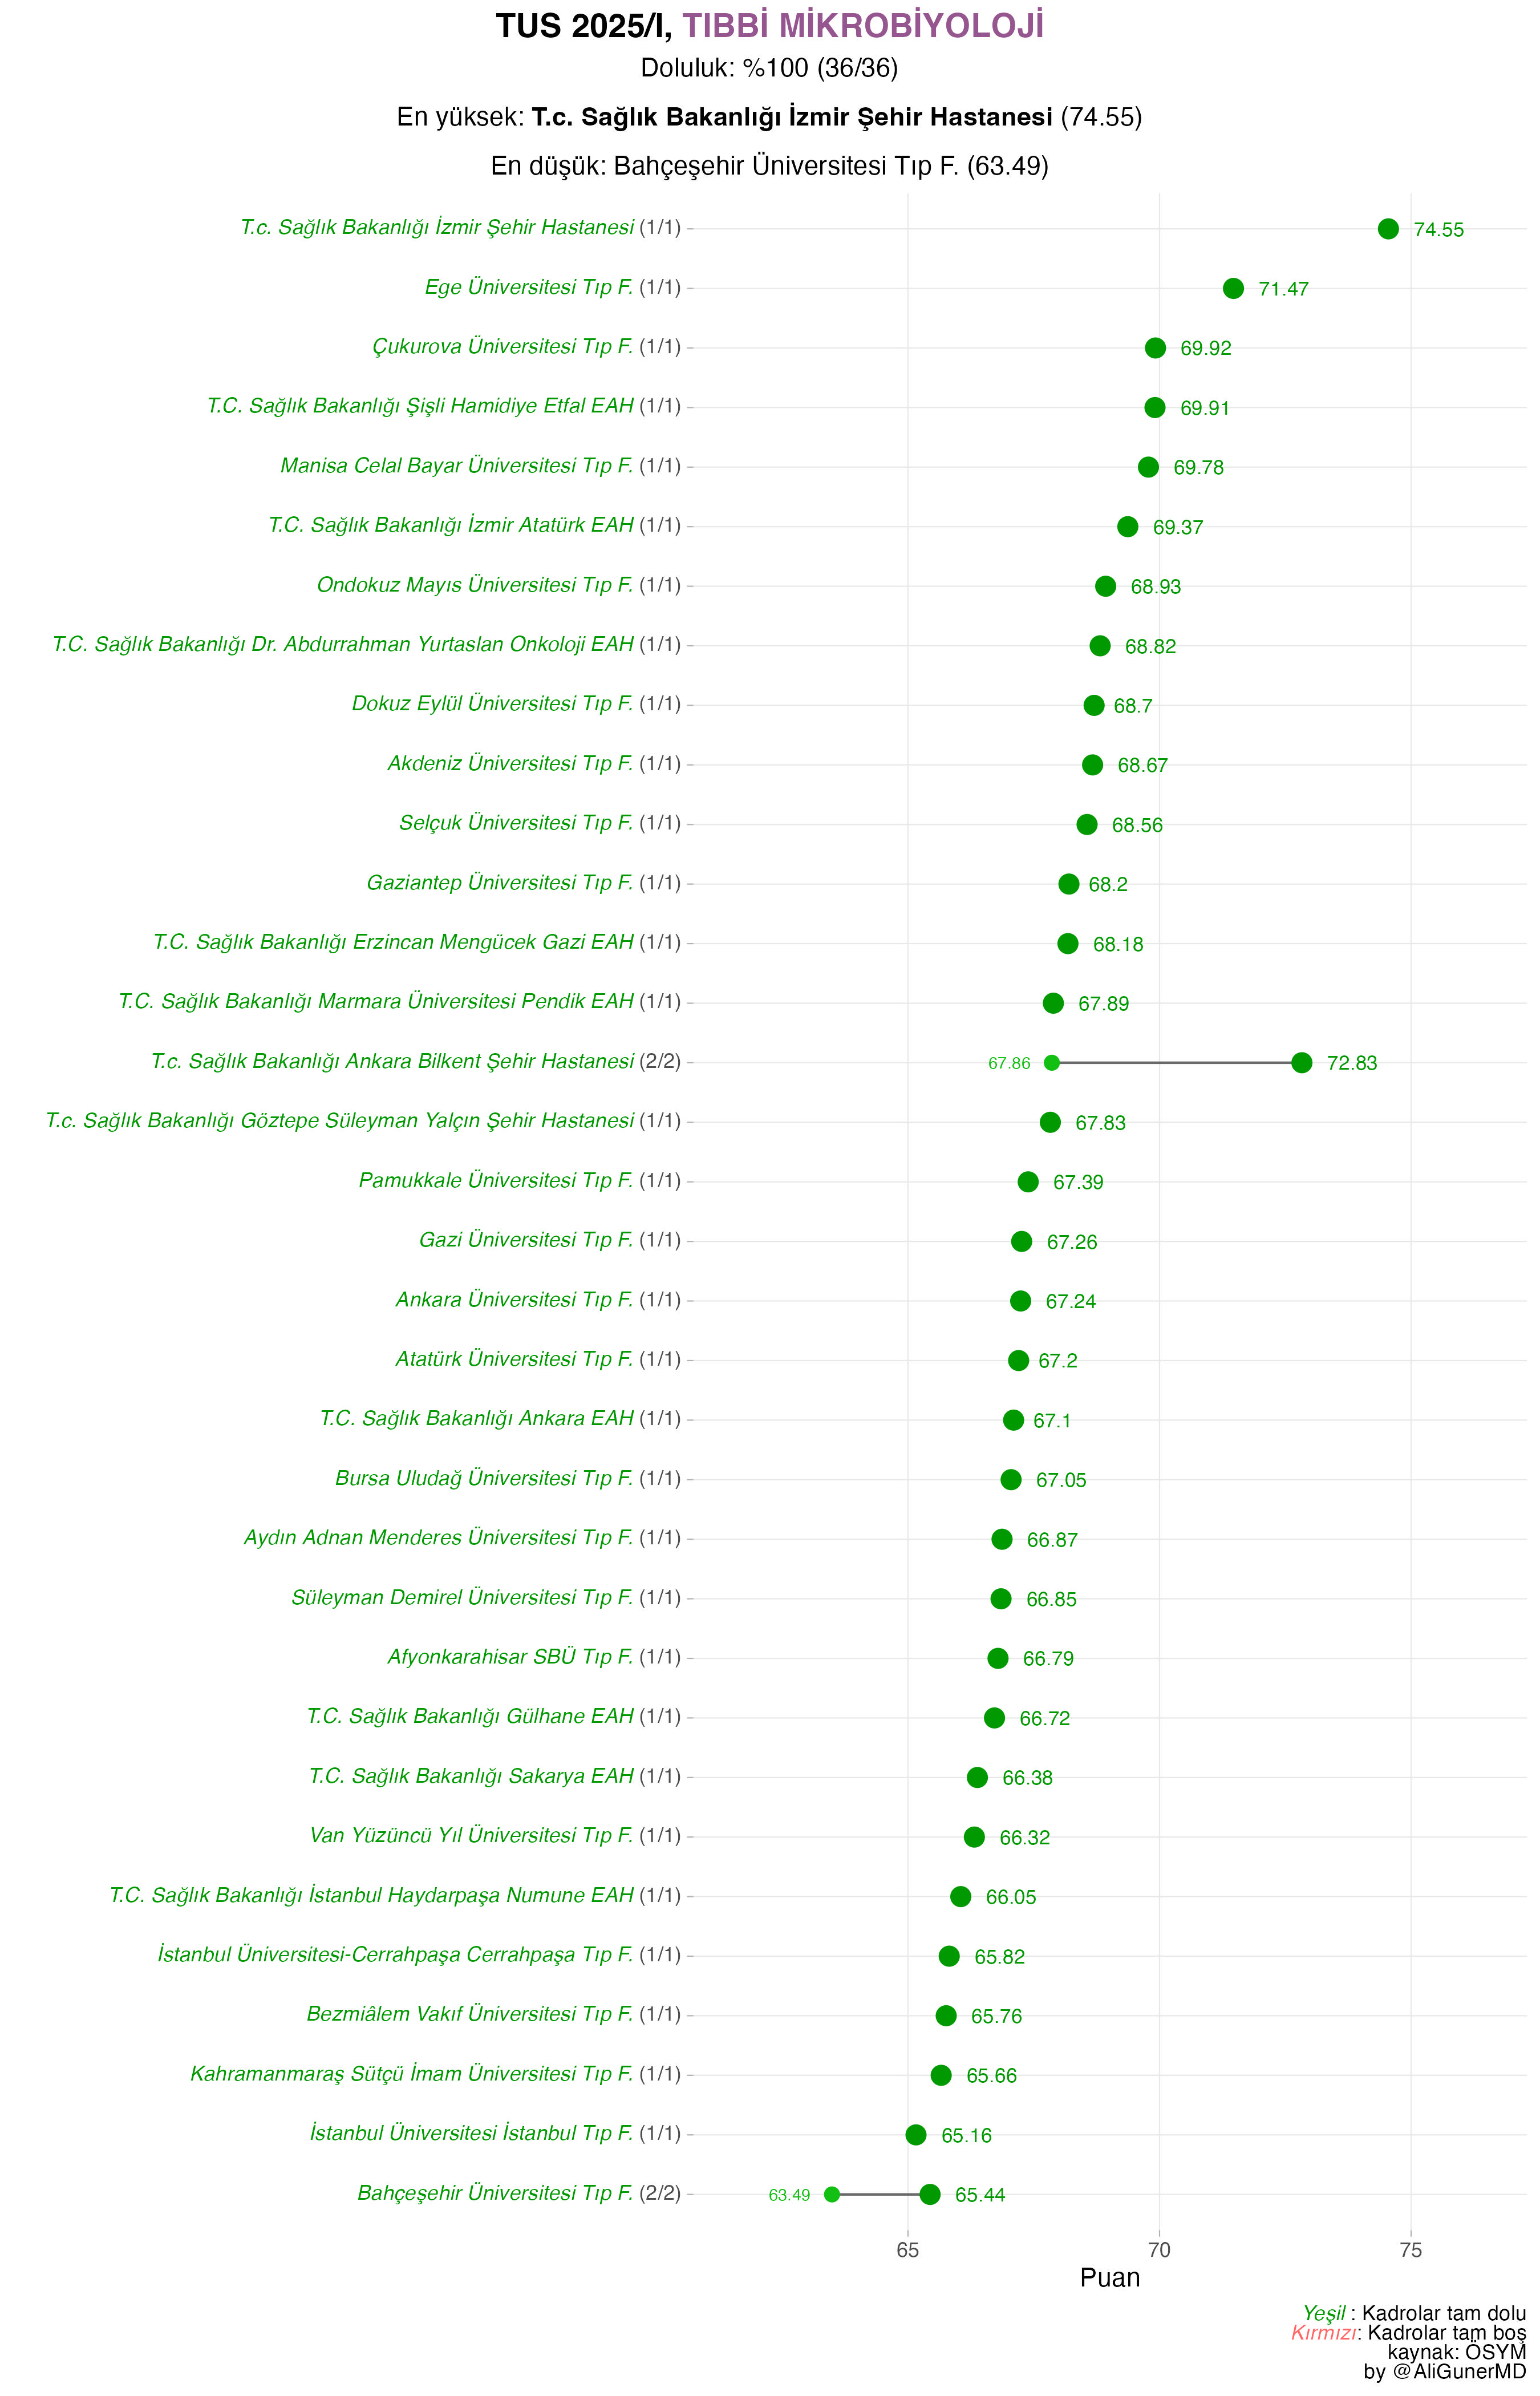 TUS 2025/I, TIBBİ MİKROBİYOLOJİ
Doluluk: %100 (36/36)
En yüksek: T.c. Sağlık Bakanlığı İzmir Şehir Hastanesi (74.55)
En düşük: Bahçeşehir Üniversitesi Tıp F. (63.49)
T.c. Sağlık Bakanlığı İzmir Şehir Hastanesi (1/1) 74.55
Ege Üniversitesi Tıp F. (1/1) 71.47
Çukurova Üniversitesi Tıp F. (1/1) 69.92
T.C. Sağlık Bakanlığı Şişli Hamidiye Etfal EAH (1/1) 69.91
Manisa Celal Bayar Üniversitesi Tıp F. (1/1) 69.78
T.C. Sağlık Bakanlığı İzmir Atatürk EAH (1/1) 69.37
Ondokuz Mayıs Üniversitesi Tıp F. (1/1) 68.93
T.C. Sağlık Bakanlığı Dr. Abdurrahman Yurtaslan Onkoloji EAH (1/1) 68.82
Dokuz Eylül Üniversitesi Tıp F. (1/1) 68.7
Akdeniz Üniversitesi Tıp F. (1/1) 68.67
Selçuk Üniversitesi Tıp F. (1/1) 68.56
Gaziantep Üniversitesi Tıp F. (1/1) 68.2
T.C. Sağlık Bakanlığı Erzincan Mengücek Gazi EAH (1/1) 68.18
T.C. Sağlık Bakanlığı Marmara Üniversitesi Pendik EAH (1/1) 67.89
T.c. Sağlık Bakanlığı Ankara Bilkent Şehir Hastanesi (2/2) 67.86 72.83
T.c. Sağlık Bakanlığı Göztepe Süleyman Yalçın Şehir Hastanesi (1/1) 67.83
Pamukkale Üniversitesi Tıp F. (1/1) 67.39
Gazi Üniversitesi Tıp F. (1/1) 67.26
Ankara Üniversitesi Tıp F. (1/1) 67.24
Atatürk Üniversitesi Tıp F. (1/1) 67.2
T.C. Sağlık Bakanlığı Ankara EAH (1/1) 67.1
Bursa Uludağ Üniversitesi Tıp F. (1/1) 67.05
Aydın Adnan Menderes Üniversitesi Tıp F. (1/1) 66.87
Süleyman Demirel Üniversitesi Tıp F. (1/1) 66.85
Afyonkarahisar SBÜ Tıp F. (1/1) 66.79
T.C. Sağlık Bakanlığı Gülhane EAH (1/1) 66.72
T.C. Sağlık Bakanlığı Sakarya EAH (1/1) 66.38
Van Yüzüncü Yıl Üniversitesi Tıp F. (1/1) 66.32
T.C. Sağlık Bakanlığı İstanbul Haydarpaşa Numune EAH (1/1) 66.05
İstanbul Üniversitesi-Cerrahpaşa Cerrahpaşa Tıp F. (1/1) 65.82
Bezmiâlem Vakıf Üniversitesi Tıp F. (1/1) 65.76
Kahramanmaraş Sütçü İmam Üniversitesi Tıp F. (1/1) 65.66
İstanbul Üniversitesi İstanbul Tıp F. (1/1) 65.16
Bahçeşehir Üniversitesi Tıp F. (2/2) 63.49 65.44
65 70 75
Puan
Yeşil : Kadrolar tam dolu
Kırmızı: Kadrolar tam boş
kaynak: ÖSYM
by @AliGunerMD